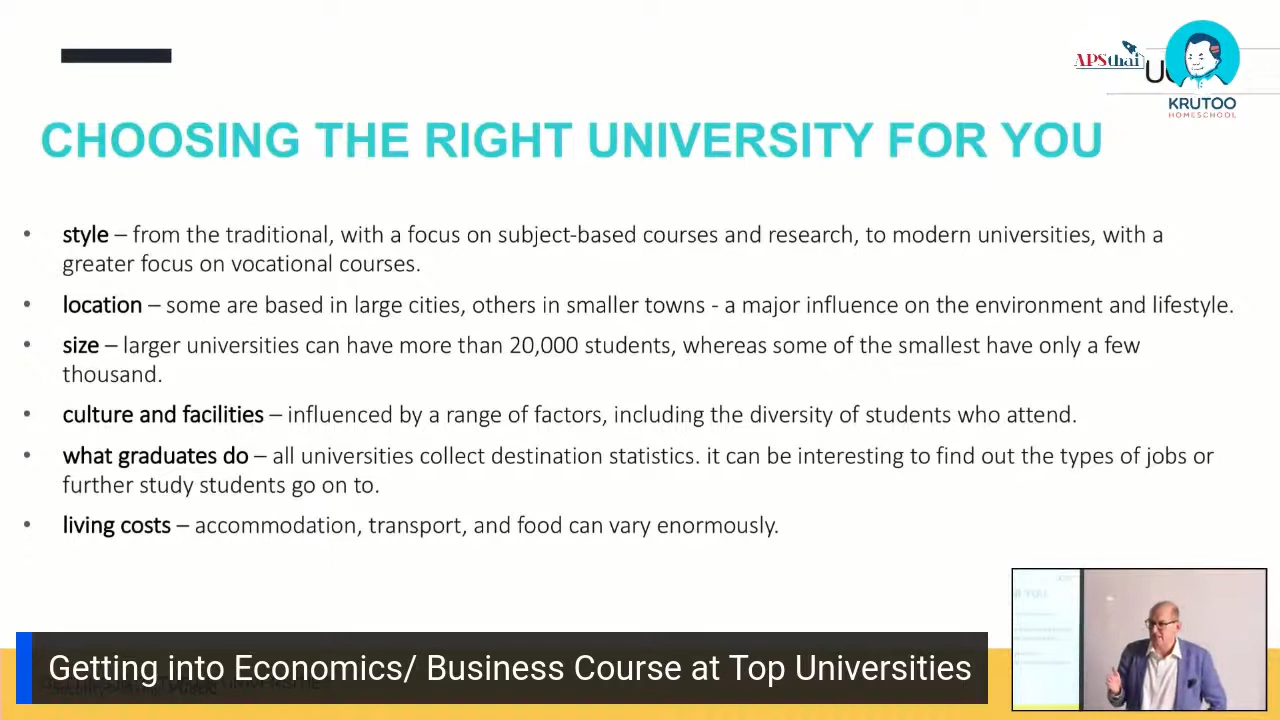 APSthai
KRUTOO
HOMESCHOOL
CHOOSING THE RIGHT UNIVERSITY FOR YOU
• style – from the traditional, with a focus on subject-based courses and research, to modern universities, with a
greater focus on vocational courses.
• location – some are based in large cities, others in smaller towns - a major influence on the environment and lifestyle.
• size – larger universities can have more than 20,000 students, whereas some of the smallest have only a few
thousand.
• culture and facilities – influenced by a range of factors, including the diversity of students who attend.
• what graduates do – all universities collect destination statistics. it can be interesting to find out the types of jobs or
further study students go on to.
• living costs – accommodation, transport, and food can vary enormously.
Getting into Economics/ Business Course at Top Universities